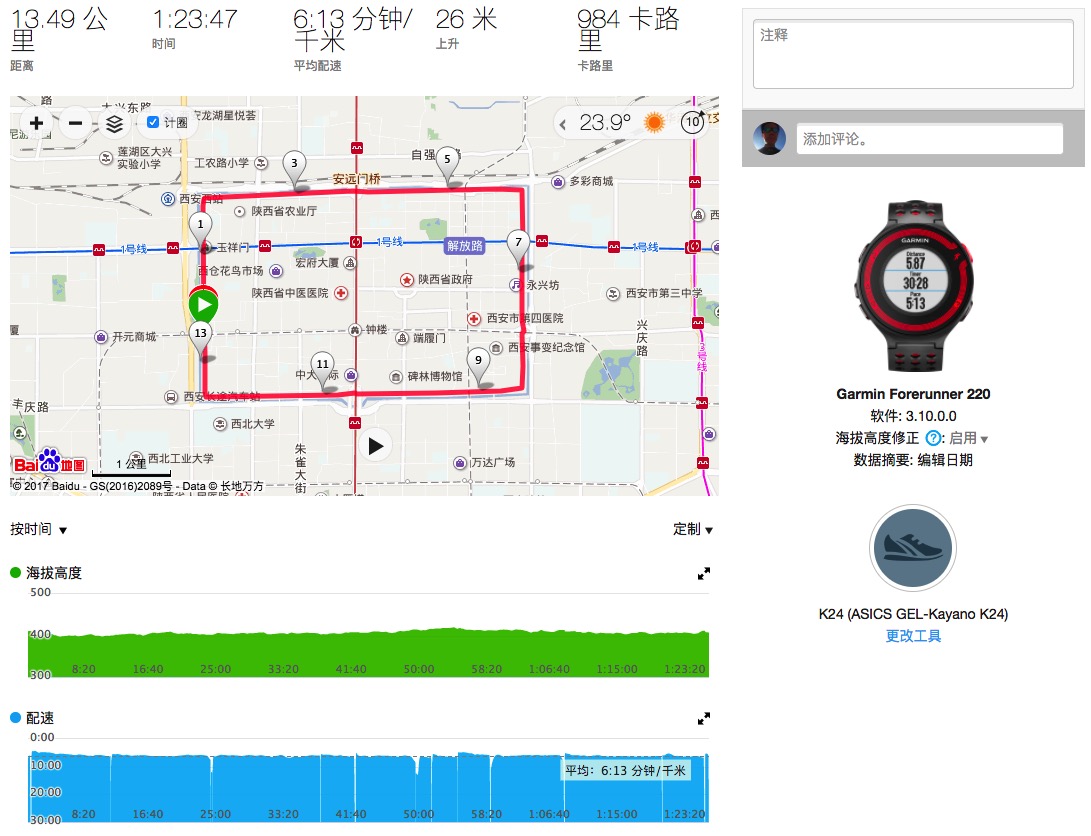 13.49 公
里
距离
1:23:47
时间
6:13 分钟/
千米
平均配速
26 米
上升
984 卡路
里
卡路里
注释
添加评论。
大兴东路
计圈
安龙湖星悦荟
23.9°
10
莲湖区大兴
实验小学
工农路小学
3
自强
5
安远门桥
多彩商城
西安西站
陕西省农业厅
1
玉祥门
1号线
1号线
解放路
7
1号线
西仓花鸟市场
宏府大厦
陕西省政府
永兴坊
陕西省中医医院
西安市第三中学
13
开元商城
钟楼
端履门
西安市第四医院
西安事变纪念馆
兴庆路
3号线
11
9
碑林博物馆
西安长途汽车站
丰庆路
西北大学
西北工业大学
朱雀大街
万达广场
Bai du 地图
1 公里
© 2017 Baidu - GS(2016)2089号 - Data © 长地万方
GARMIN
Distance
5.87
Timer
30:28
Pace
5:13
Garmin Forerunner 220
软件: 3.10.0.0
海拔高度修正 ?: 启用 ▼
数据摘要: 编辑日期
K24 (ASICS GEL-Kayano K24)
更改工具
按时间 ▼
定制 ▼
海拔高度
500
400
300
8:20 16:40 25:00 33:20 41:40 50:00 58:20 1:06:40 1:15:00 1:23:20
配速
0:00
10:00
20:00
30:00
平均: 6:13 分钟/千米
8:20 16:40 25:00 33:20 41:40 50:00 58:20 1:06:40 1:15:00 1:23:20